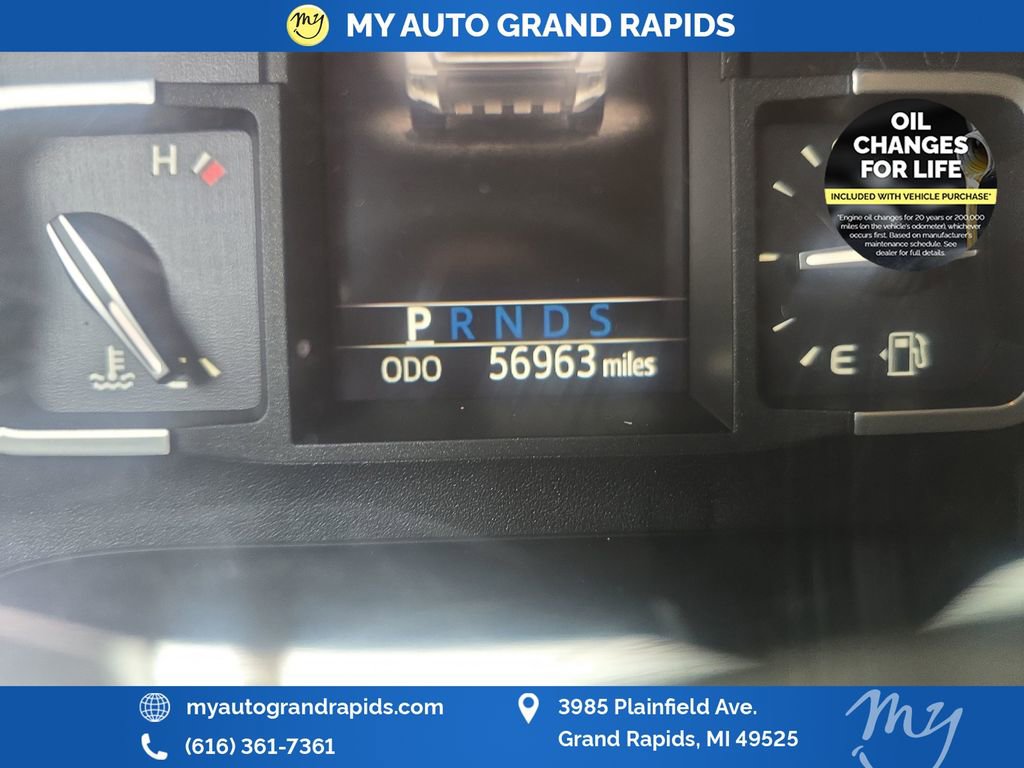 my MY AUTO GRAND RAPIDS
OIL
CHANGES
FOR LIFE
INCLUDED WITH VEHICLE PURCHASE*
*Engine oil changes for 20 years or 200,000
miles (on the vehicle's odometer), whichever
occurs first. Based on manufacturer's
maintenance schedule. See
dealer for full details.
H
P R N D S
ODO 56963 miles
E
myautograndrapids.com
(616) 361-7361
3985 Plainfield Ave.
Grand Rapids, MI 49525
my